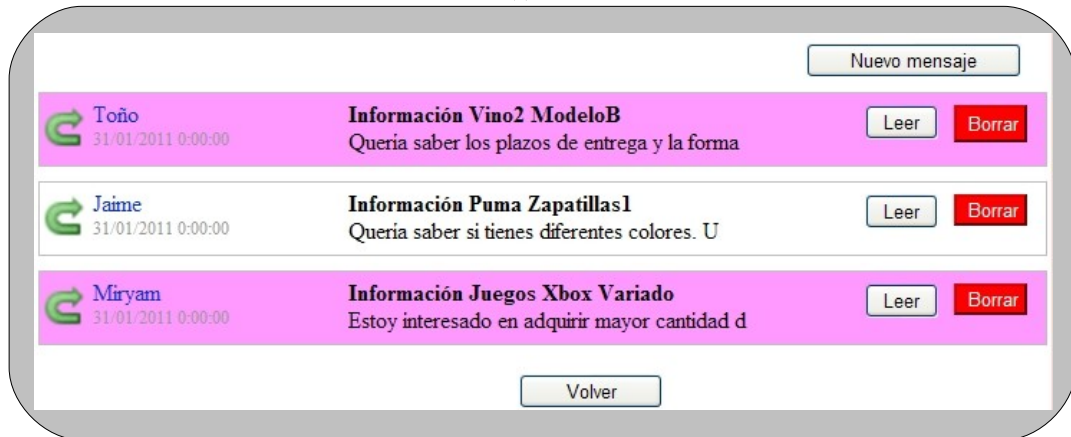 Nuevo mensaje
Toño
31/01/2011 0:00:00
Información Vino2 ModeloB
Quería saber los plazos de entrega y la forma
Leer
Borrar
Jaime
31/01/2011 0:00:00
Información Puma Zapatillas1
Quería saber si tienes diferentes colores. U
Leer
Borrar
Miryam
31/01/2011 0:00:00
Información Juegos Xbox Variado
Estoy interesado en adquirir mayor cantidad d
Leer
Borrar
Volver